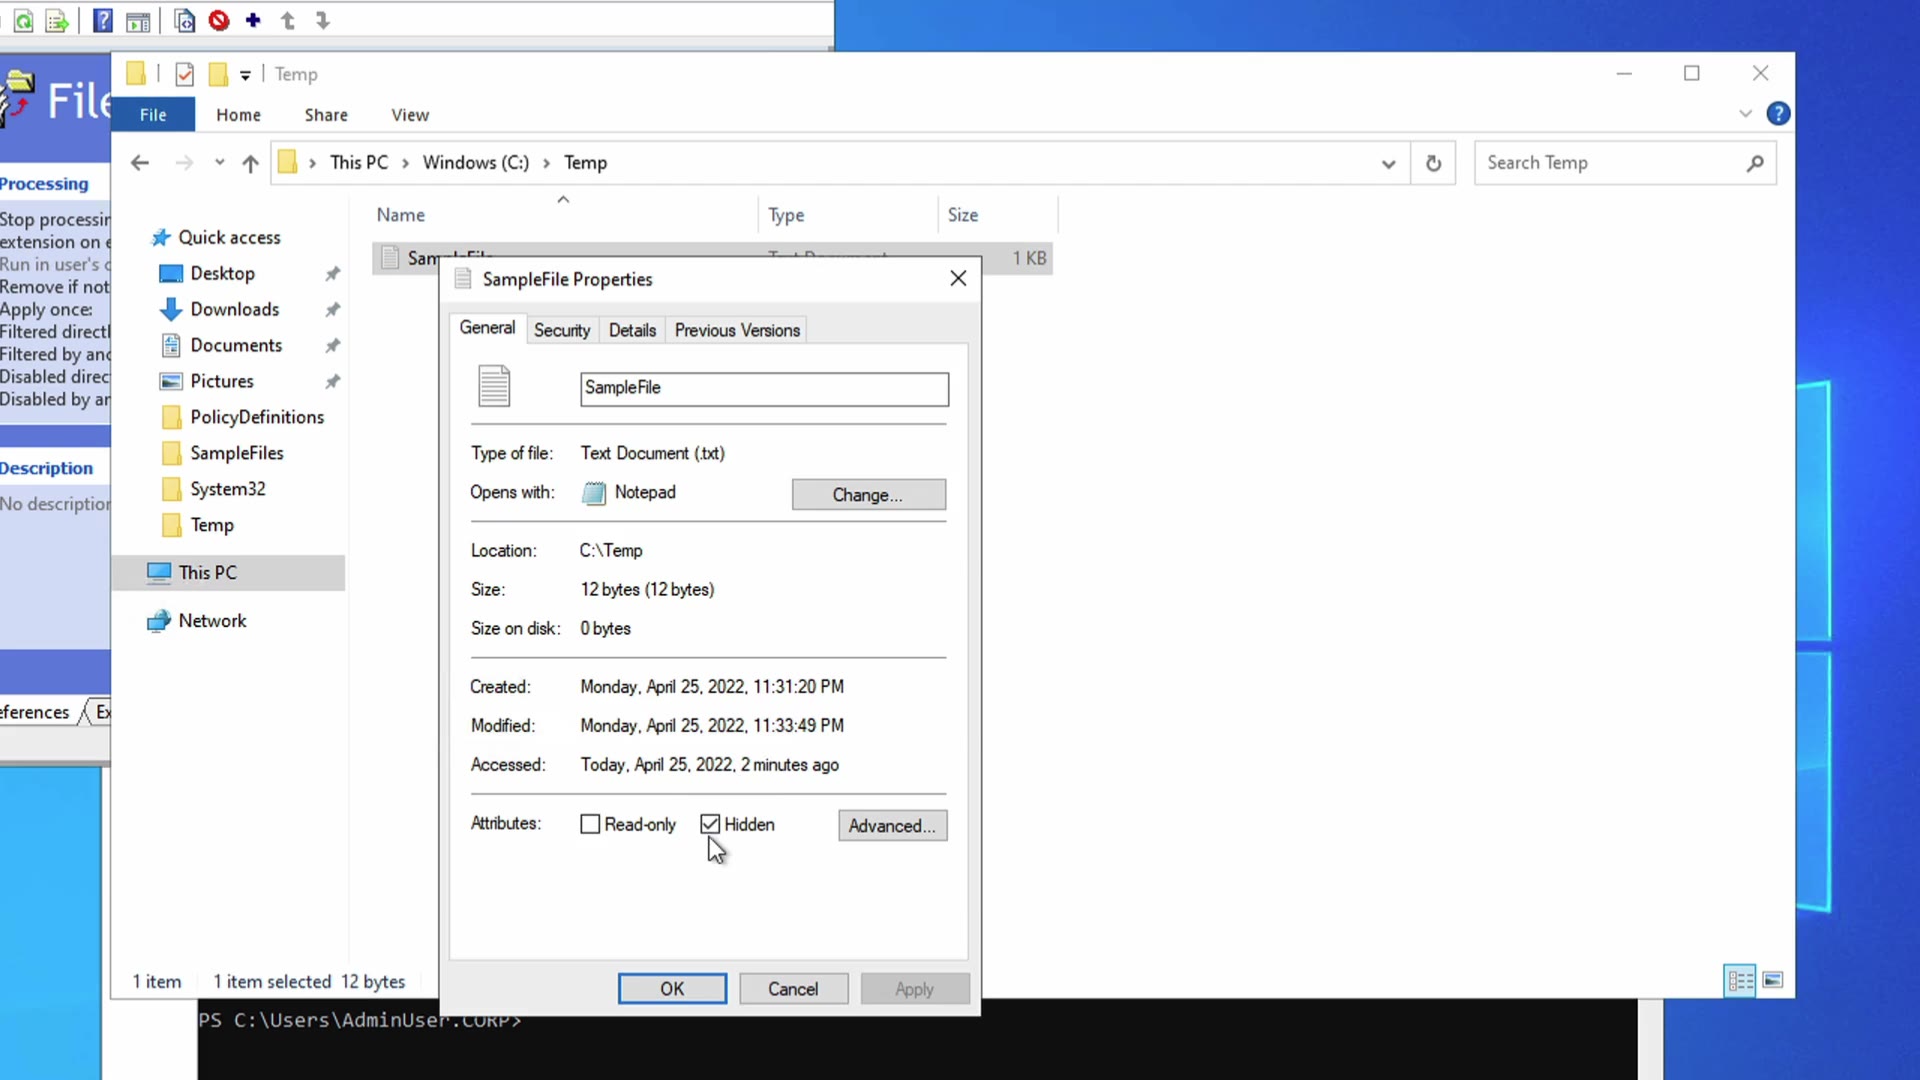 Temp
File
File Home Share View
This PC Windows (C:) Temp
Search Temp
Processing
Stop processin
extension on e
Run in user's c
Remove if not
Apply once:
Filtered directl
Filtered by ano
Disabled direc
Disabled by an
Description
No description
eferences Ex
Name Type Size
SampleFile Text Document 1 KB
Quick access
Desktop
Downloads
Documents
Pictures
PolicyDefinitions
SampleFiles
System32
Temp
This PC
Network
SampleFile Properties
General Security Details Previous Versions
SampleFile
Type of file: Text Document (.txt)
Opens with: Notepad Change...
Location: C:\Temp
Size: 12 bytes (12 bytes)
Size on disk: 0 bytes
Created: Monday, April 25, 2022, 11:31:20 PM
Modified: Monday, April 25, 2022, 11:33:49 PM
Accessed: Today, April 25, 2022, 2 minutes ago
Attributes: Read-only Hidden Advanced...
OK Cancel Apply
1 item 1 item selected 12 bytes
PS C:\Users\AdminUser.CORP>